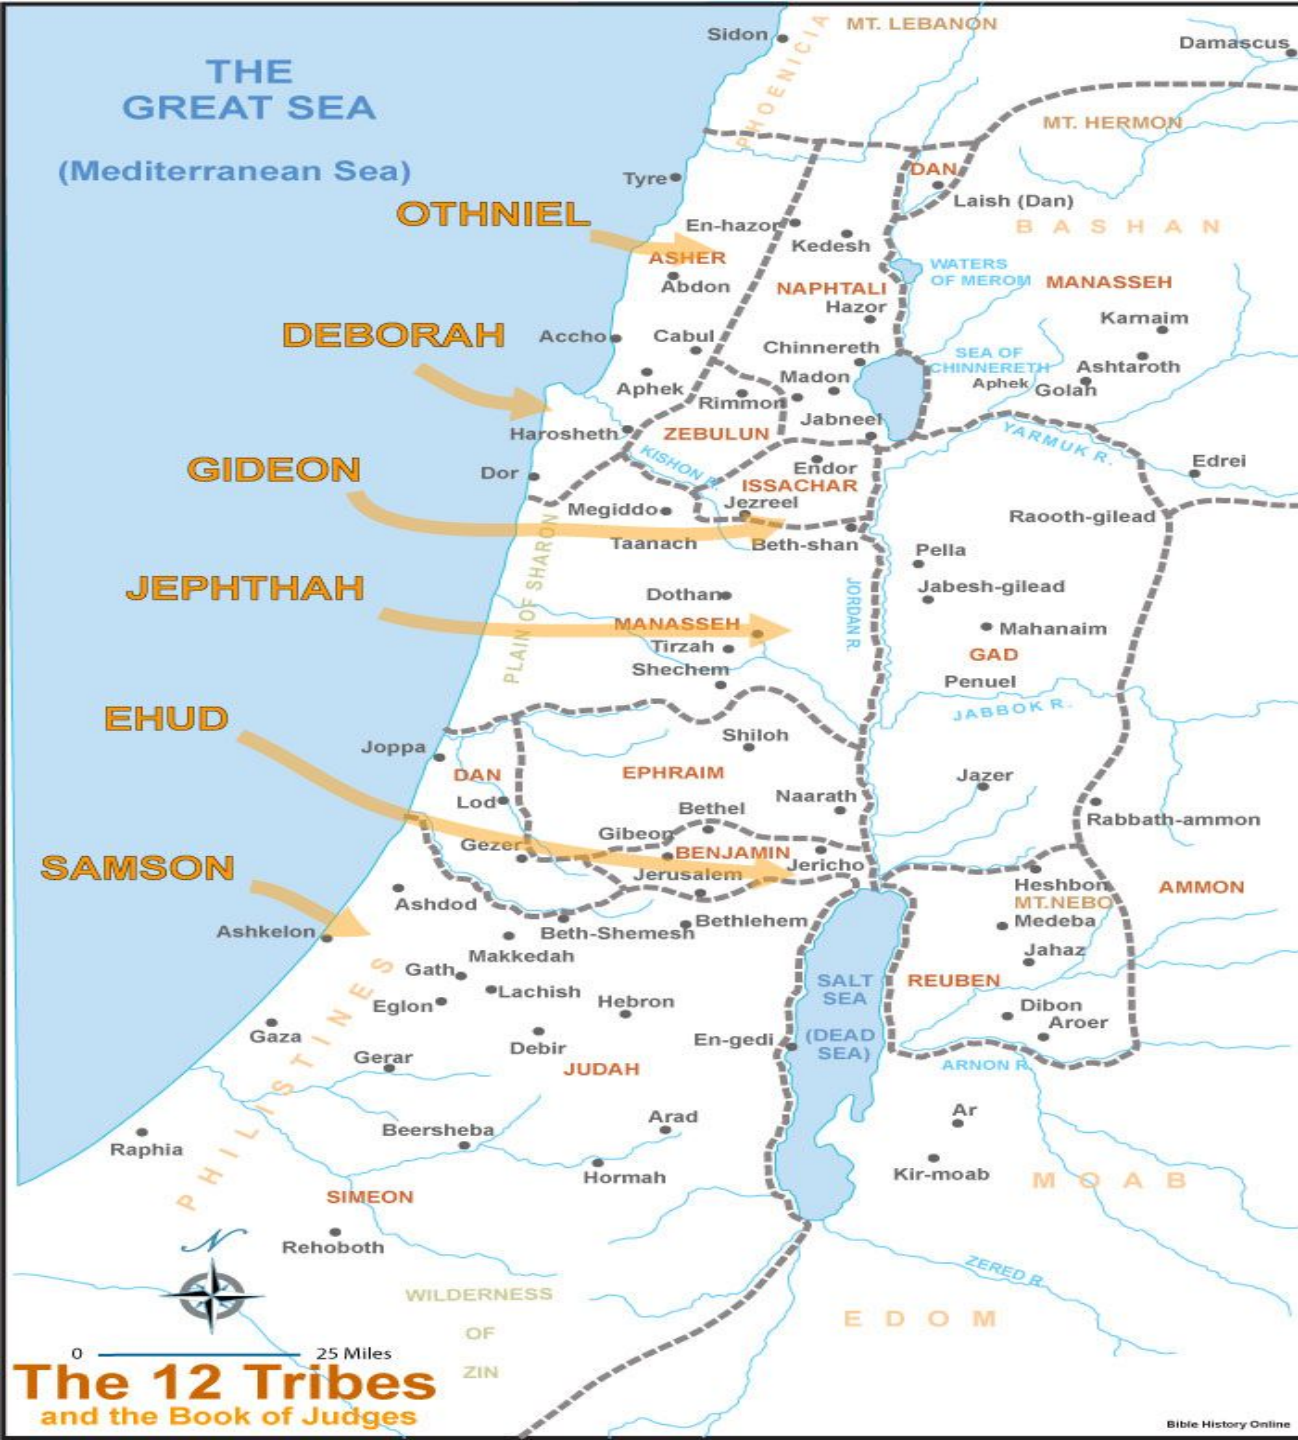 Sidon
MT. LEBANON
Damascus
PHOENICIA
THE
GREAT SEA
(Mediterranean Sea)
MT. HERMON
DAN
Tyre
Laish (Dan)
OTHNIEL
En-hazor
Kedesh
BASHAN
ASHER
Abdon
NAPHTALI
Hazor
WATERS
OF MEROM
MANASSEH
Karnaim
DEBORAH
Accho
Cabul
Chinnereth
SEA OF
CHINNERETH
Ashtaroth
Aphek
Madon
Aphek
Golan
Rimmon
Jabneel
Harosheth
ZEBULUN
YARMUK R.
KISHON R.
GIDEON
Dor
Endor
Edrei
ISSACHAR
Jezreel
Megiddo
Raooth-gilead
Taanach
Beth-shan
Pella
PLAIN OF SHARON
JEPHTHAH
Dothan
JORDAN R.
Jabesh-gilead
MANASSEH
Mahanaim
Tirzah
GAD
Shechem
Penuel
JABBOK R.
EHUD
Joppa
Shiloh
DAN
EPHRAIM
Jazer
Lod
Bethel
Naarath
Rabbath-ammon
Gibeon
Gezer
BENJAMIN
Jericho
SAMSON
Jerusalem
Heshbon
AMMON
MT.NEBO
Ashdod
Medeba
Ashkelon
Beth-Shemesh
Bethlehem
Makkedah
Jahaz
Gath
SALT
SEA
REUBEN
Lachish
Eglon
Hebron
Dibon
Gaza
Aroer
(DEAD
SEA)
En-gedi
Debir
Gerar
JUDAH
ARNON R.
PHILISTINES
Ar
Arad
Beersheba
Raphia
Hormah
Kir-moab
MOAB
SIMEON
Rehoboth
N
ZERED R.
WILDERNESS
OF
ZIN
EDOM
0 25 Miles
The 12 Tribes
and the Book of Judges
Bible History Online